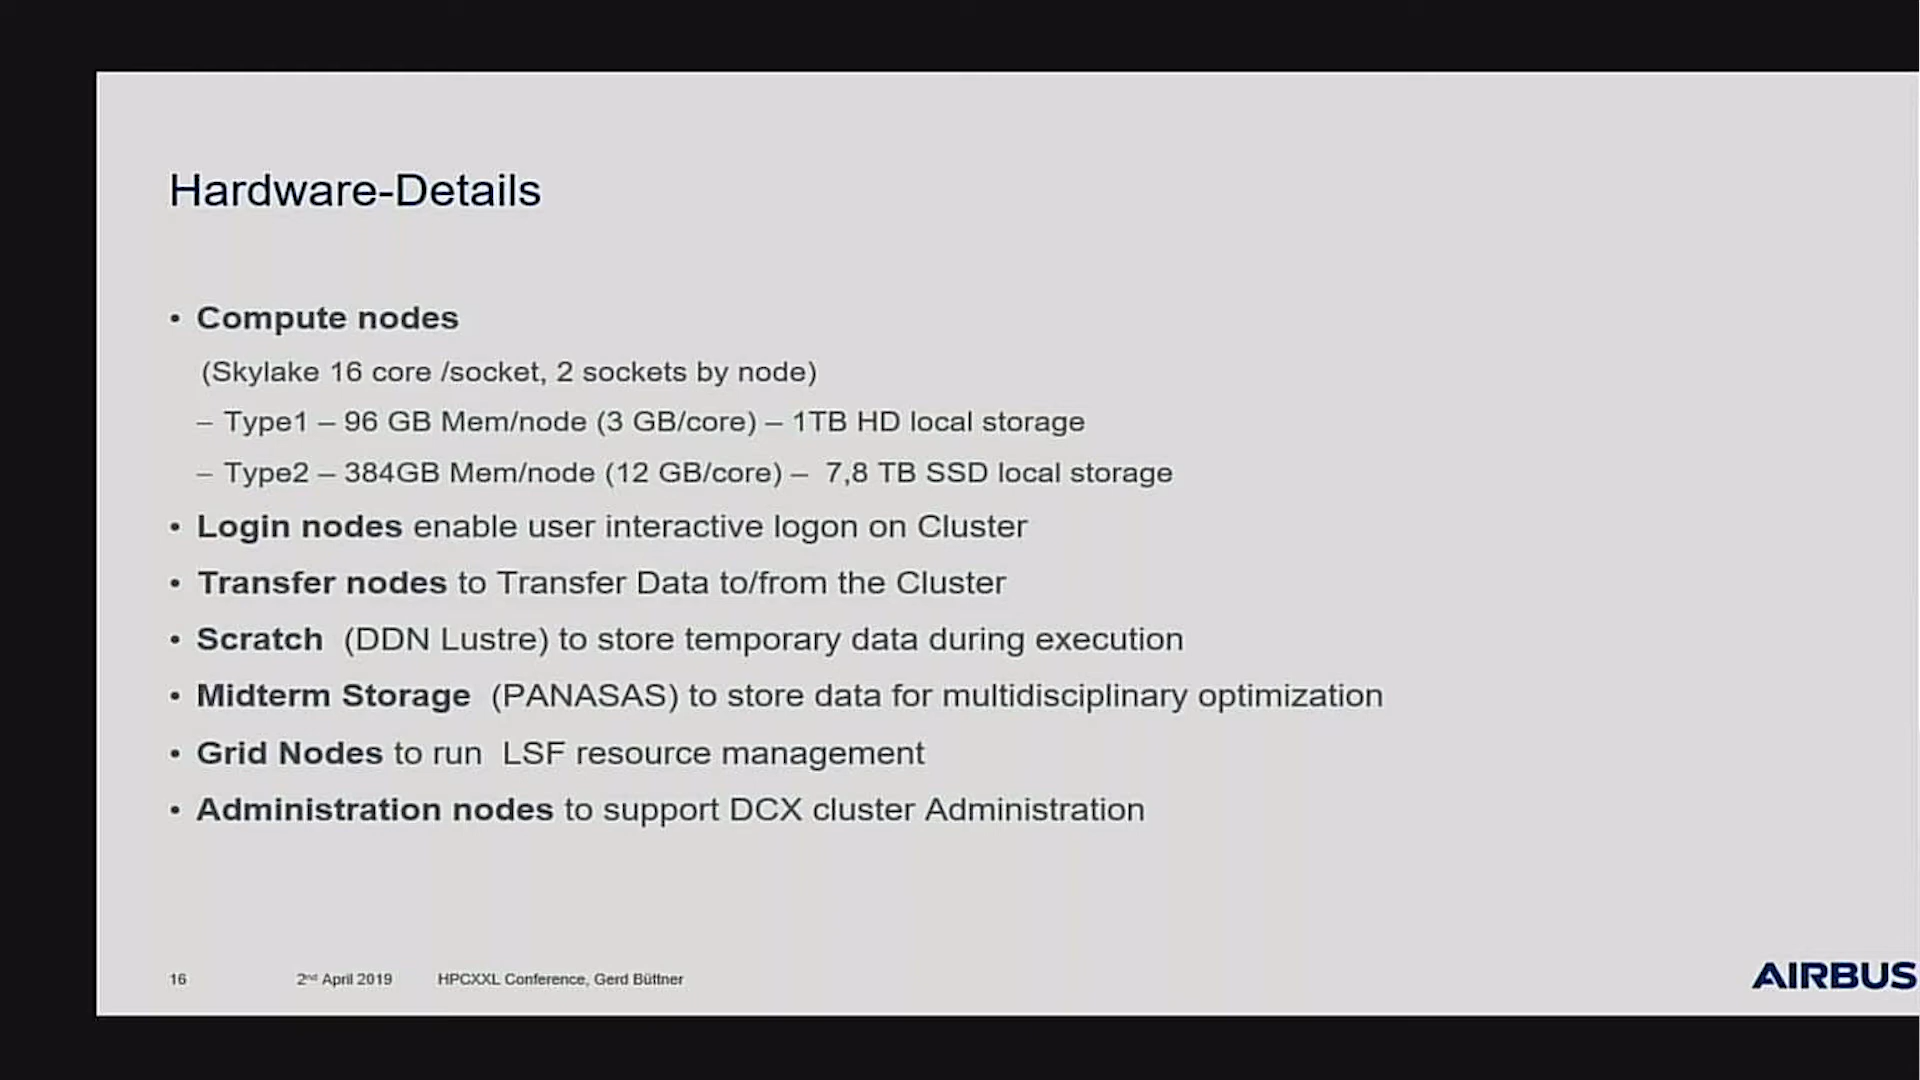 Hardware-Details
• Compute nodes
(Skylake 16 core /socket, 2 sockets by node)
– Type1 – 96 GB Mem/node (3 GB/core) – 1TB HD local storage
– Type2 – 384GB Mem/node (12 GB/core) – 7,8 TB SSD local storage
• Login nodes enable user interactive logon on Cluster
• Transfer nodes to Transfer Data to/from the Cluster
• Scratch (DDN Lustre) to store temporary data during execution
• Midterm Storage (PANASAS) to store data for multidisciplinary optimization
• Grid Nodes to run LSF resource management
• Administration nodes to support DCX cluster Administration
16 2nd April 2019 HPCXXL Conference, Gerd Büttner
AIRBUS